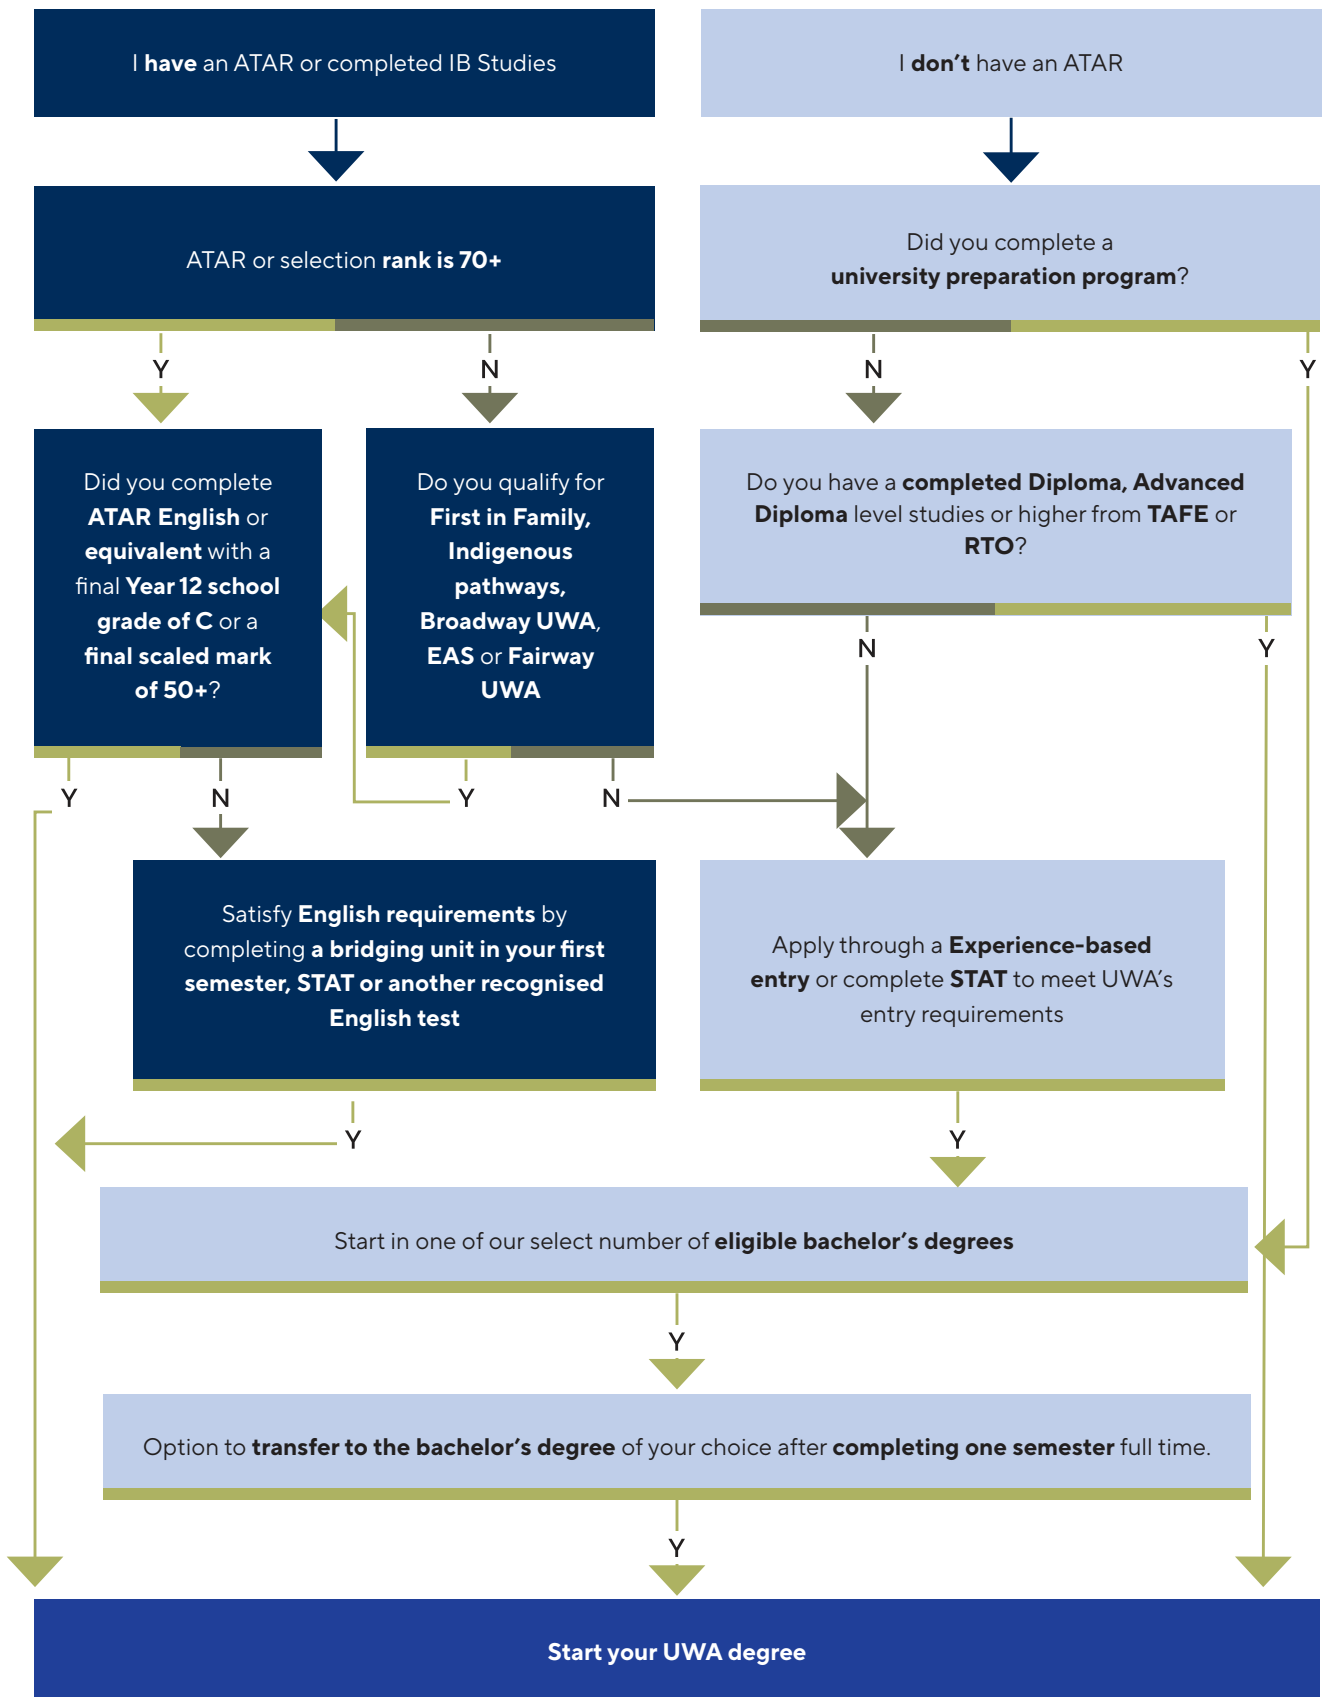 I have an ATAR or completed IB Studies
I don't have an ATAR
ATAR or selection rank is 70+
Did you complete a
university preparation program?
Y
N
N
Y
Did you complete
ATAR English or
equivalent with a
final Year 12 school
grade of C or a
final scaled mark
of 50+?
Do you qualify for
First in Family,
Indigenous
pathways,
Broadway UWA,
EAS or Fairway
UWA
Do you have a completed Diploma, Advanced
Diploma level studies or higher from TAFE or
RTO?
N
Y
Y
N
Y
N
Satisfy English requirements by
completing a bridging unit in your first
semester, STAT or another recognised
English test
Apply through a Experience-based
entry or complete STAT to meet UWA's
entry requirements
Y
Y
Start in one of our select number of eligible bachelor's degrees
Y
Option to transfer to the bachelor's degree of your choice after completing one semester full time.
Y
Start your UWA degree